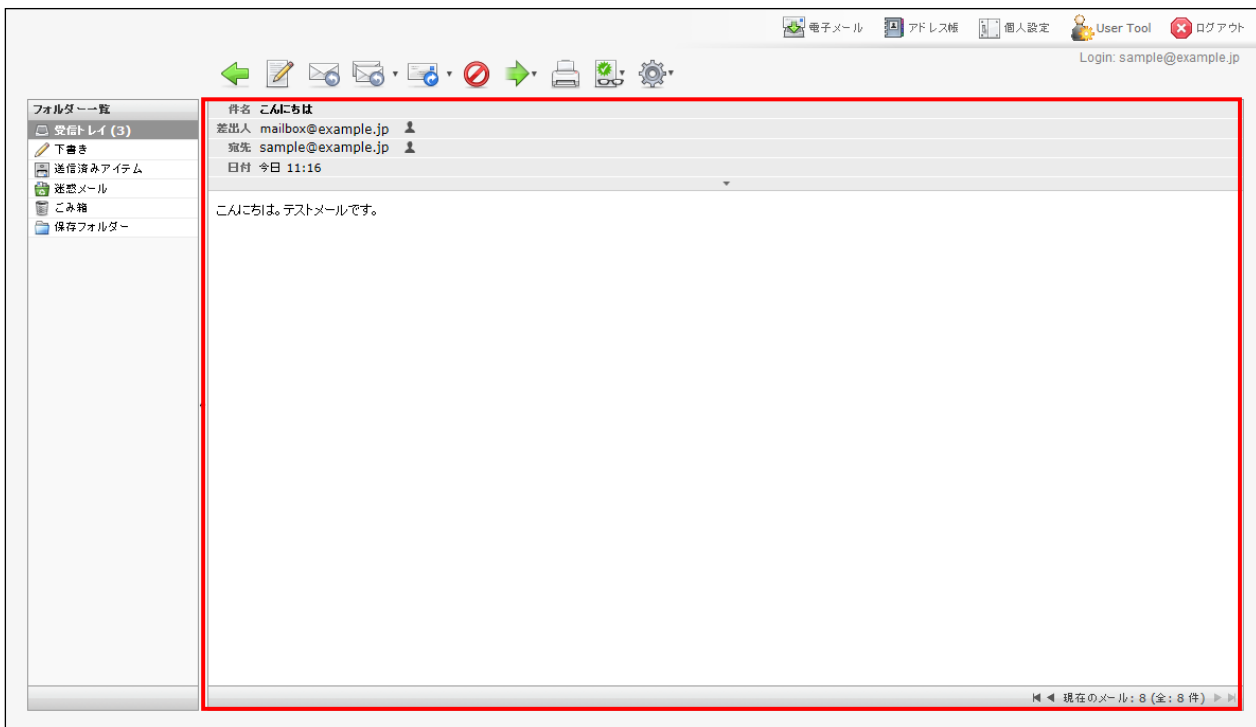 電子メール アドレス帳 個人設定 User Tool ログアウト
Login: sample@example.jp
フォルダー一覧
受信トレイ (3)
下書き
送信済みアイテム
迷惑メール
ごみ箱
保存フォルダー
件名 こんにちは
差出人 mailbox@example.jp
宛先 sample@example.jp
日付 今日 11:16
こんにちは。テストメールです。
現在のメール: 8 (全: 8 件)